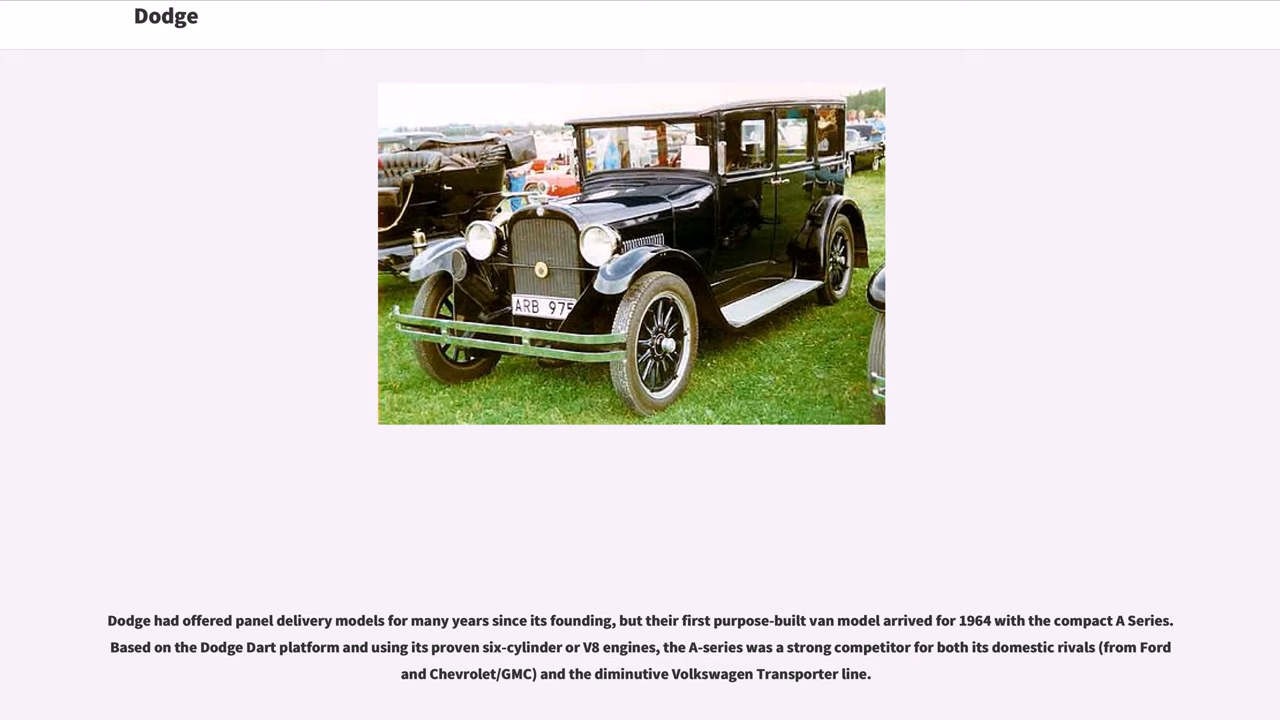 Dodge
ARB 975
Dodge had offered panel delivery models for many years since its founding, but their first purpose-built van model arrived for 1964 with the compact A Series.
Based on the Dodge Dart platform and using its proven six-cylinder or V8 engines, the A-series was a strong competitor for both its domestic rivals (from Ford
and Chevrolet/GMC) and the diminutive Volkswagen Transporter line.